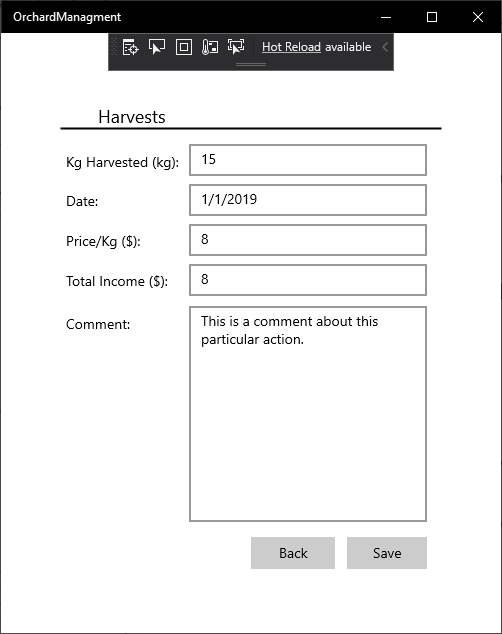 OrchardManagment
Hot Reload available
Harvests
Kg Harvested (kg): 15
Date: 1/1/2019
Price/Kg ($): 8
Total Income ($): 8
Comment: This is a comment about this
particular action.
Back Save